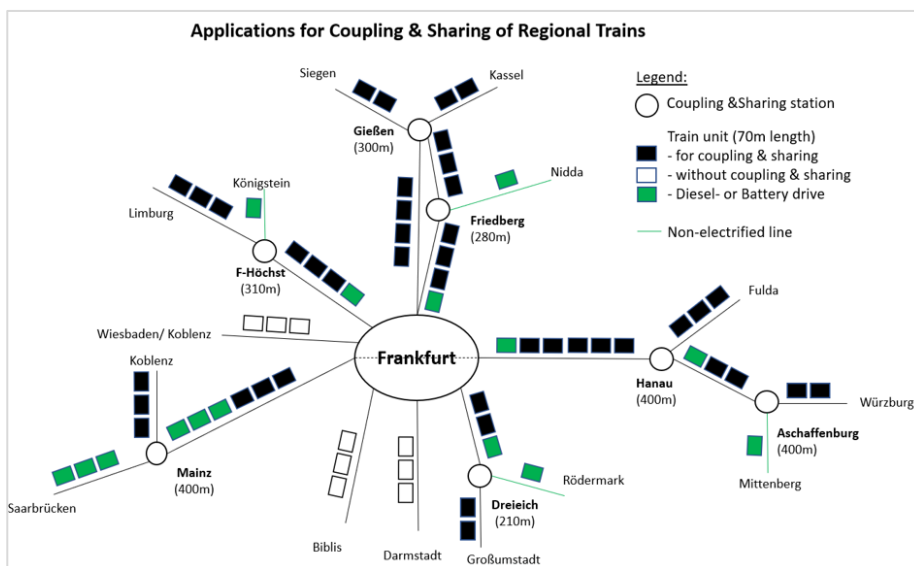 Applications for Coupling & Sharing of Regional Trains
Legend:
Coupling &Sharing station
Train unit (70m length)
- for coupling & sharing
- without coupling & sharing
- Diesel- or Battery drive
Non-electrified line
Siegen
Kassel
Gießen
(300m)
Nidda
Königstein
Limburg
Friedberg
(280m)
F-Höchst
(310m)
Fulda
Wiesbaden/ Koblenz
Frankfurt
Koblenz
Hanau
(400m)
Würzburg
Aschaffenburg
(400m)
Mainz
(400m)
Mittenberg
Rödermark
Saarbrücken
Dreieich
(210m)
Biblis
Darmstadt
Großumstadt